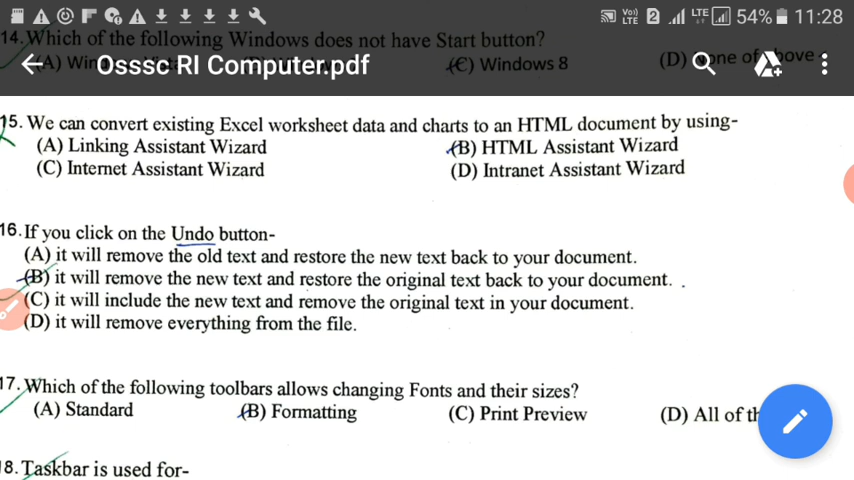 54% 11:28
14. Which of the following Windows does not have Start button?
(C) Windows 8 (D) None of above
Osssc RI Computer.pdf
15. We can convert existing Excel worksheet data and charts to an HTML document by using-
(A) Linking Assistant Wizard (B) HTML Assistant Wizard
(C) Internet Assistant Wizard (D) Intranet Assistant Wizard
16. If you click on the Undo button-
(A) it will remove the old text and restore the new text back to your document.
(B) it will remove the new text and restore the original text back to your document.
(C) it will include the new text and remove the original text in your document.
(D) it will remove everything from the file.
17. Which of the following toolbars allows changing Fonts and their sizes?
(A) Standard (B) Formatting (C) Print Preview (D) All of
18. Taskbar is used for-